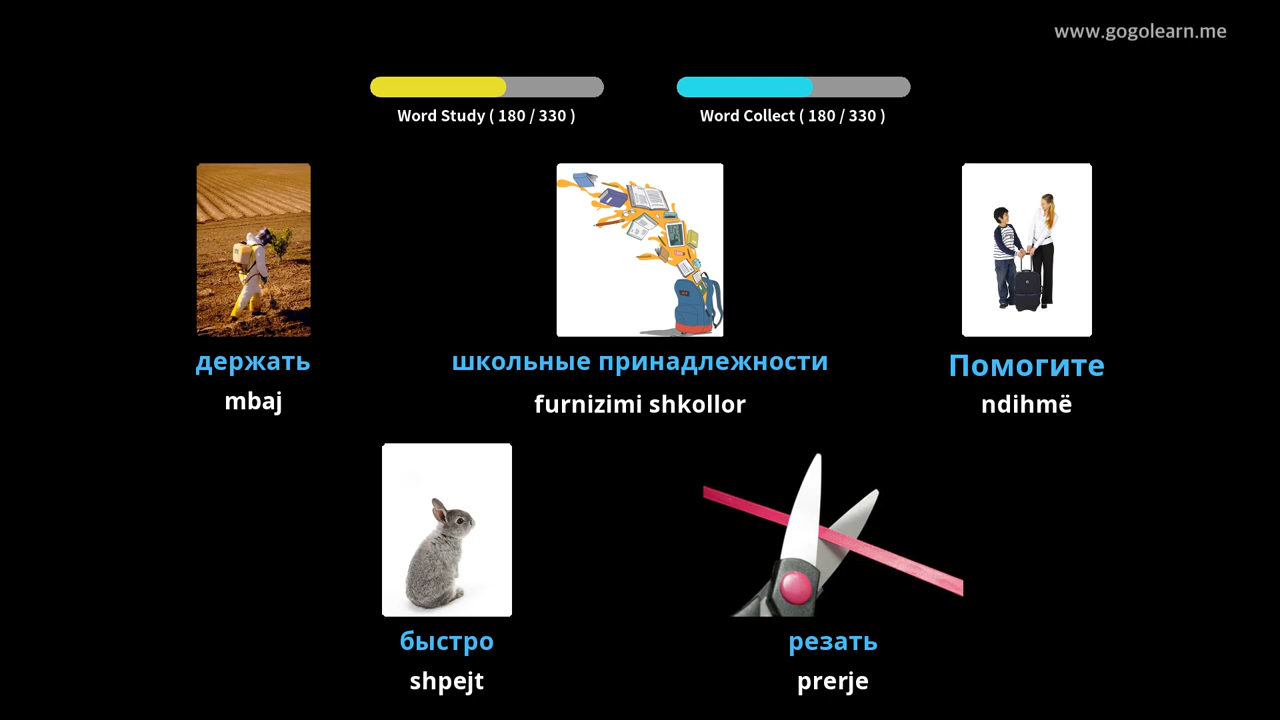 www.gogolearn.me
Word Study ( 180 / 330 )
Word Collect ( 180 / 330 )
держать
школьные принадлежности
Помогите
mbaj
furnizimi shkollor
ndihmë
быстро
резать
shpejt
prerje